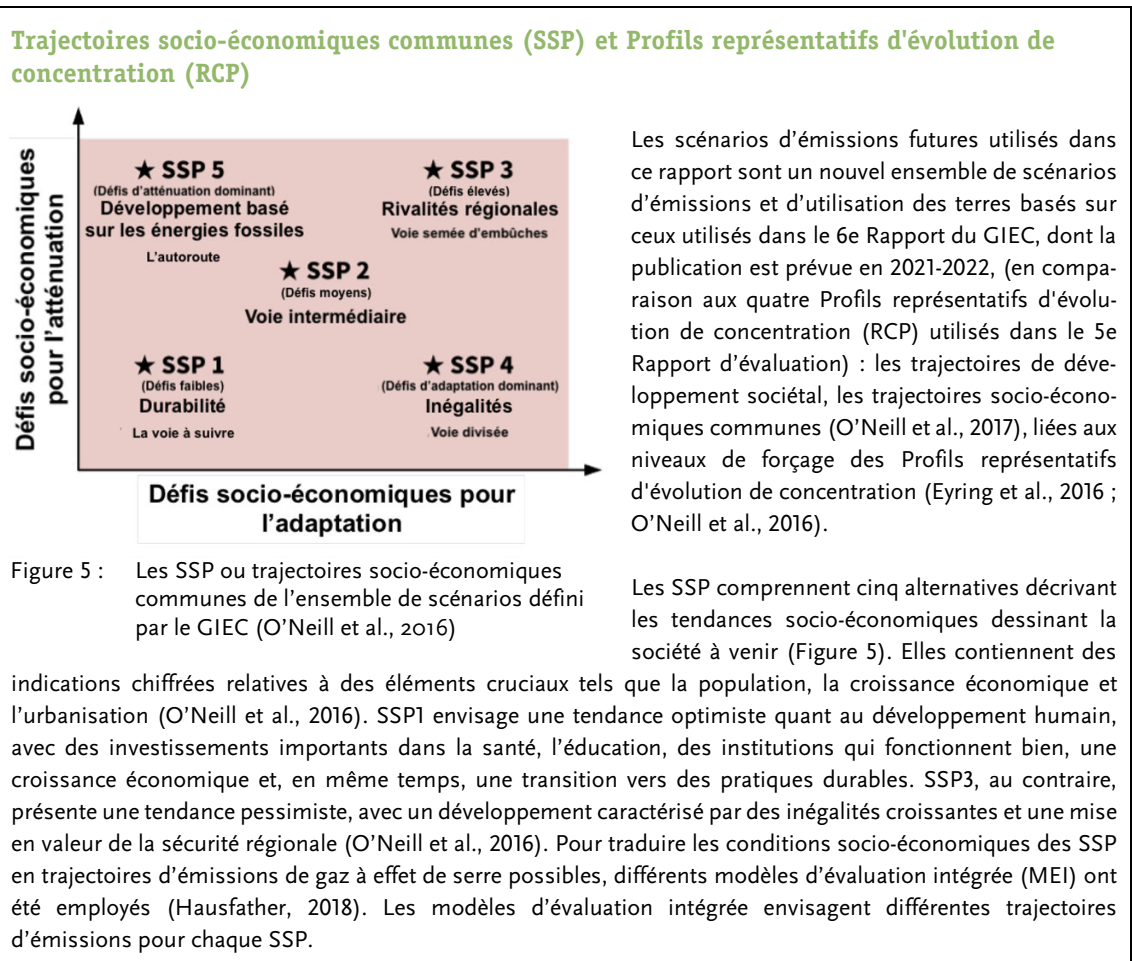 Trajectoires socio-économiques communes (SSP) et Profils représentatifs d'évolution de
concentration (RCP)
Défis socio-économiques
pour l'atténuation
★ SSP 5
(Défis d'atténuation dominant)
Développement basé
sur les énergies fossiles
L'autoroute
★ SSP 3
(Défis élevés)
Rivalités régionales
Voie semée d'embûches
★ SSP 2
(Défis moyens)
Voie intermédiaire
★ SSP 1
(Défis faibles)
Durabilité
La voie à suivre
★ SSP 4
(Défis d'adaptation dominant)
Inégalités
Voie divisée
Défis socio-économiques pour
l'adaptation
Figure 5 : Les SSP ou trajectoires socio-économiques
communes de l'ensemble de scénarios défini
par le GIEC (O'Neill et al., 2016)
Les scénarios d'émissions futures utilisés dans
ce rapport sont un nouvel ensemble de scénarios
d'émissions et d'utilisation des terres basés sur
ceux utilisés dans le 6e Rapport du GIEC, dont la
publication est prévue en 2021-2022, (en compa-
raison aux quatre Profils représentatifs d'évolu-
tion de concentration (RCP) utilisés dans le 5e
Rapport d'évaluation) : les trajectoires de déve-
loppement sociétal, les trajectoires socio-écono-
miques communes (O'Neill et al., 2017), liées aux
niveaux de forçage des Profils représentatifs
d'évolution de concentration (Eyring et al., 2016 ;
O'Neill et al., 2016).
Les SSP comprennent cinq alternatives décrivant
les tendances socio-économiques dessinant la
société à venir (Figure 5). Elles contiennent des
indications chiffrées relatives à des éléments cruciaux tels que la population, la croissance économique et
l'urbanisation (O'Neill et al., 2016). SSP1 envisage une tendance optimiste quant au développement humain,
avec des investissements importants dans la santé, l'éducation, des institutions qui fonctionnent bien, une
croissance économique et, en même temps, une transition vers des pratiques durables. SSP3, au contraire,
présente une tendance pessimiste, avec un développement caractérisé par des inégalités croissantes et une mise
en valeur de la sécurité régionale (O'Neill et al., 2016). Pour traduire les conditions socio-économiques des SSP
en trajectoires d'émissions de gaz à effet de serre possibles, différents modèles d'évaluation intégrée (MEI) ont
été employés (Hausfather, 2018). Les modèles d'évaluation intégrée envisagent différentes trajectoires
d'émissions pour chaque SSP.